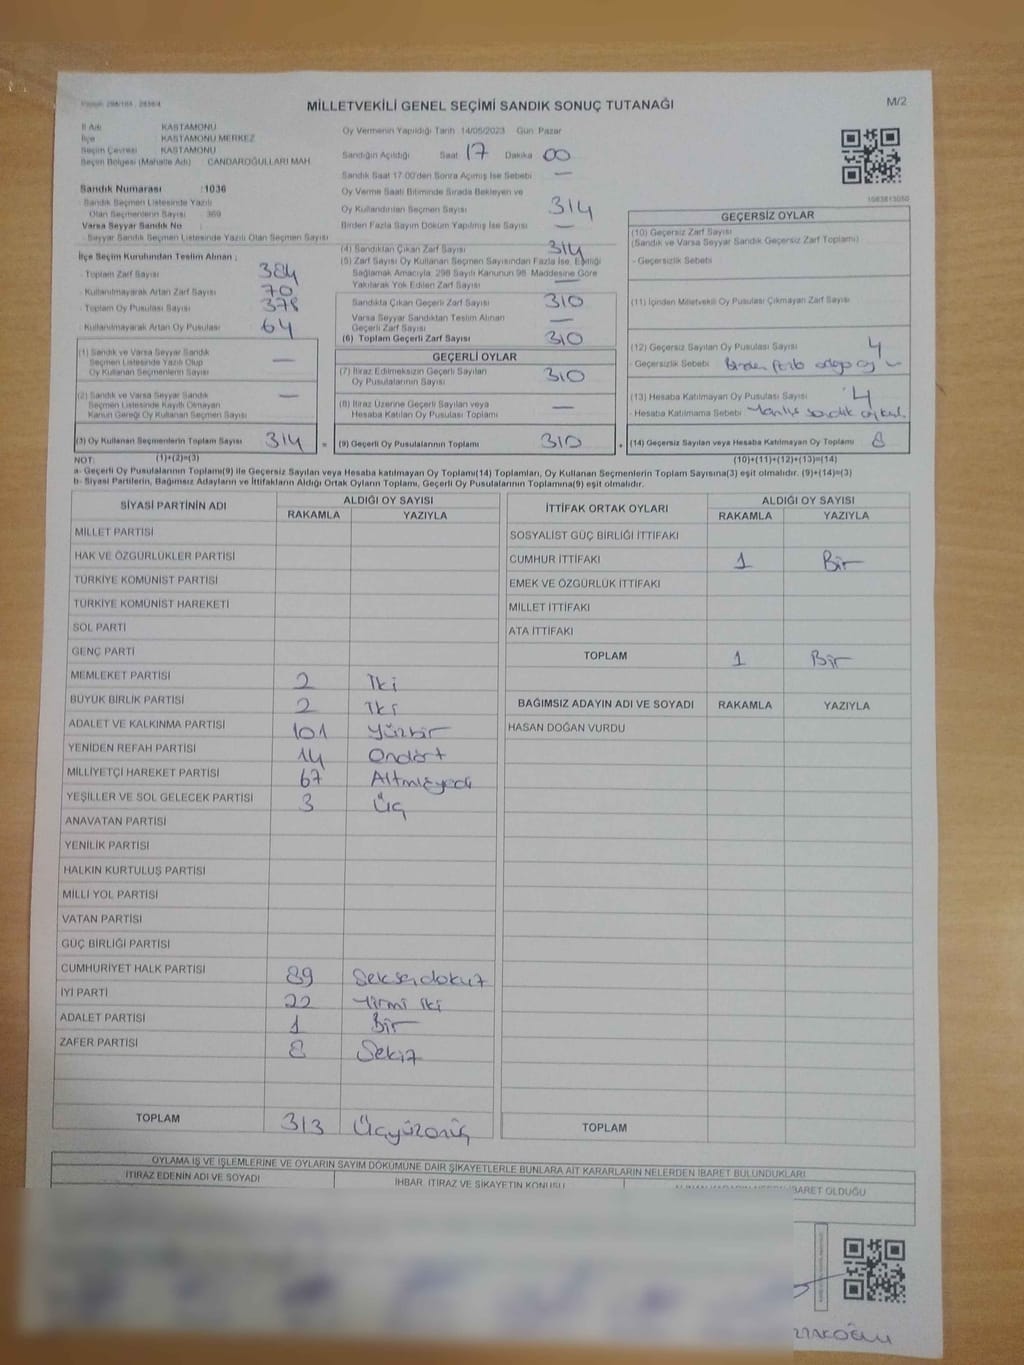 MİLLETVEKİLİ GENEL SEÇİMİ SANDIK SONUÇ TUTANAĞI
M/2
İl Adı KASTAMONU
İlçe KASTAMONU MERKEZ
Seçim Çevresi KASTAMONU
Seçim Bölgesi (Mahalle Adı) : CANDAROĞULLARI MAH
Sandık Numarası :1036
Sandık Seçmen Listesinde Yazılı
Olan Seçmenlerin Sayısı 369
Varsa Seyyar Sandık No
Seyyar Sandık Seçmen Listesinde Yazılı Olan Seçmen Sayısı
İlçe Seçim Kurulundan Teslim Alınan ;
- Toplam Zarf Sayısı 384
- Kullanılmayarak Artan Zarf Sayısı 70
- Toplam Oy Pusulası Sayısı 378
- Kullanılmayarak Artan Oy Pusulası 64
(1) Sandık ve Varsa Seyyar Sandık
Seçmen Listesinde Yazılı Olup
Oy Kullanan Seçmenlerin Sayısı —
(2) Sandık ve Varsa Seyyar Sandık
Seçmen Listesinde Kayıtlı Olmayan
Kanun Gereği Oy Kullanan Seçmen Sayısı —
(3) Oy Kullanan Seçmenlerin Toplam Sayısı 314
Oy Vermenin Yapıldığı Tarih 14/05/2023 Gün Pazar
Sandığın Açıldığı Saat 17 Dakika 00
Sandık Saat 17:00'den Sonra Açımış İse Sebebi —
Oy Verme Saati Bitiminde Sırada Bekleyen ve
Oy Kullandırılan Seçmen Sayısı 314
Birden Fazla Sayım Döküm Yapılmış İse Sayısı —
(4) Sandıktan Çıkan Zarf Sayısı 314
(5) Zarf Sayısı Oy Kullanan Seçmen Sayısından Fazla İse, Eşitliği
Sağlamak Amacıyla, 298 Sayılı Kanunun 98. Maddesine Göre
Yakılarak Yok Edilen Zarf Sayısı —
Sandıkta Çıkan Geçerli Zarf Sayısı 310
Varsa Seyyar Sandıktan Teslim Alınan
Geçerli Zarf Sayısı —
(6) Toplam Geçerli Zarf Sayısı 310
GEÇERLİ OYLAR
(7) İtiraz Edilmeksizin Geçerli Sayılan
Oy Pusulalarının Sayısı 310
(8) İtiraz Üzerine Geçerli Sayılan veya
Hesaba Katılan Oy Pusulası Toplamı —
= (9) Geçerli Oy Pusulalarının Toplamı 310
1083813050
GEÇERSİZ OYLAR
(10) Geçersiz Zarf Sayısı
(Sandık ve Varsa Seyyar Sandık Geçersiz Zarf Toplamı)
- Geçersizlik Sebebi
(11) İçinden Milletvekili Oy Pusulası Çıkmayan Zarf Sayısı
(12) Geçersiz Sayılan Oy Pusulası Sayısı 4
- Geçersizlik Sebebi Birden
(13) Hesaba Katılmayan Oy Pusulası Sayısı 4
- Hesaba Katılmama Sebebi Yanlış sandık
+ (14) Geçersiz Sayılan veya Hesaba Katılmayan Oy Toplamı 8
NOT: (1)+(2)=(3) (10)+(11)+(12)+(13)=(14)
a- Geçerli Oy Pusulalarının Toplamı(9) ile Geçersiz Sayılan veya Hesaba katılmayan Oy Toplamı(14) Toplamları, Oy Kullanan Seçmenlerin Toplam Sayısına(3) eşit olmalıdır. (9)+(14)=(3)
b- Siyasi Partilerin, Bağımsız Adayların ve İttifakların Aldığı Ortak Oyların Toplamı, Geçerli Oy Pusulalarının Toplamına(9) eşit olmalıdır.
SİYASİ PARTİNİN ADI ALDIĞI OY SAYISI
RAKAMLA YAZIYLA
MİLLET PARTİSİ
HAK VE ÖZGÜRLÜKLER PARTİSİ
TÜRKİYE KOMÜNİST PARTİSİ
TÜRKİYE KOMÜNİST HAREKETİ
SOL PARTİ
GENÇ PARTİ
MEMLEKET PARTİSİ 2 İki
BÜYÜK BİRLİK PARTİSİ 2 İki
ADALET VE KALKINMA PARTİSİ 101 Yüzbir
YENİDEN REFAH PARTİSİ 14 Ondört
MİLLİYETÇİ HAREKET PARTİSİ 67 Altmışyedi
YEŞİLLER VE SOL GELECEK PARTİSİ 3 Üç
ANAVATAN PARTİSİ
YENİLİK PARTİSİ
HALKIN KURTULUŞ PARTİSİ
MİLLİ YOL PARTİSİ
VATAN PARTİSİ
GÜÇ BİRLİĞİ PARTİSİ
CUMHURİYET HALK PARTİSİ 89 Seksendokuz
İYİ PARTİ 22 Yirmi iki
ADALET PARTİSİ 1 Bir
ZAFER PARTİSİ 8 Sekiz
TOPLAM 313 Üçyüzonüç
İTTİFAK ORTAK OYLARI ALDIĞI OY SAYISI
RAKAMLA YAZIYLA
SOSYALİST GÜÇ BİRLİĞİ İTTİFAKI
CUMHUR İTTİFAKI 1 Bir
EMEK VE ÖZGÜRLÜK İTTİFAKI
MİLLET İTTİFAKI
ATA İTTİFAKI
TOPLAM 1 Bir
BAĞIMSIZ ADAYIN ADI VE SOYADI RAKAMLA YAZIYLA
HASAN DOĞAN VURDU
TOPLAM
OYLAMA İŞ VE İŞLEMLERİNE VE OYLARIN SAYIM DÖKÜMÜNE DAİR ŞİKAYETLERLE BUNLARA AİT KARARLARIN NELERDEN İBARET BULUNDUKLARI
İTİRAZ EDENİN ADI VE SOYADI İHBAR, İTİRAZ VE ŞİKAYETİN KONUSU İBARET OLDUĞU